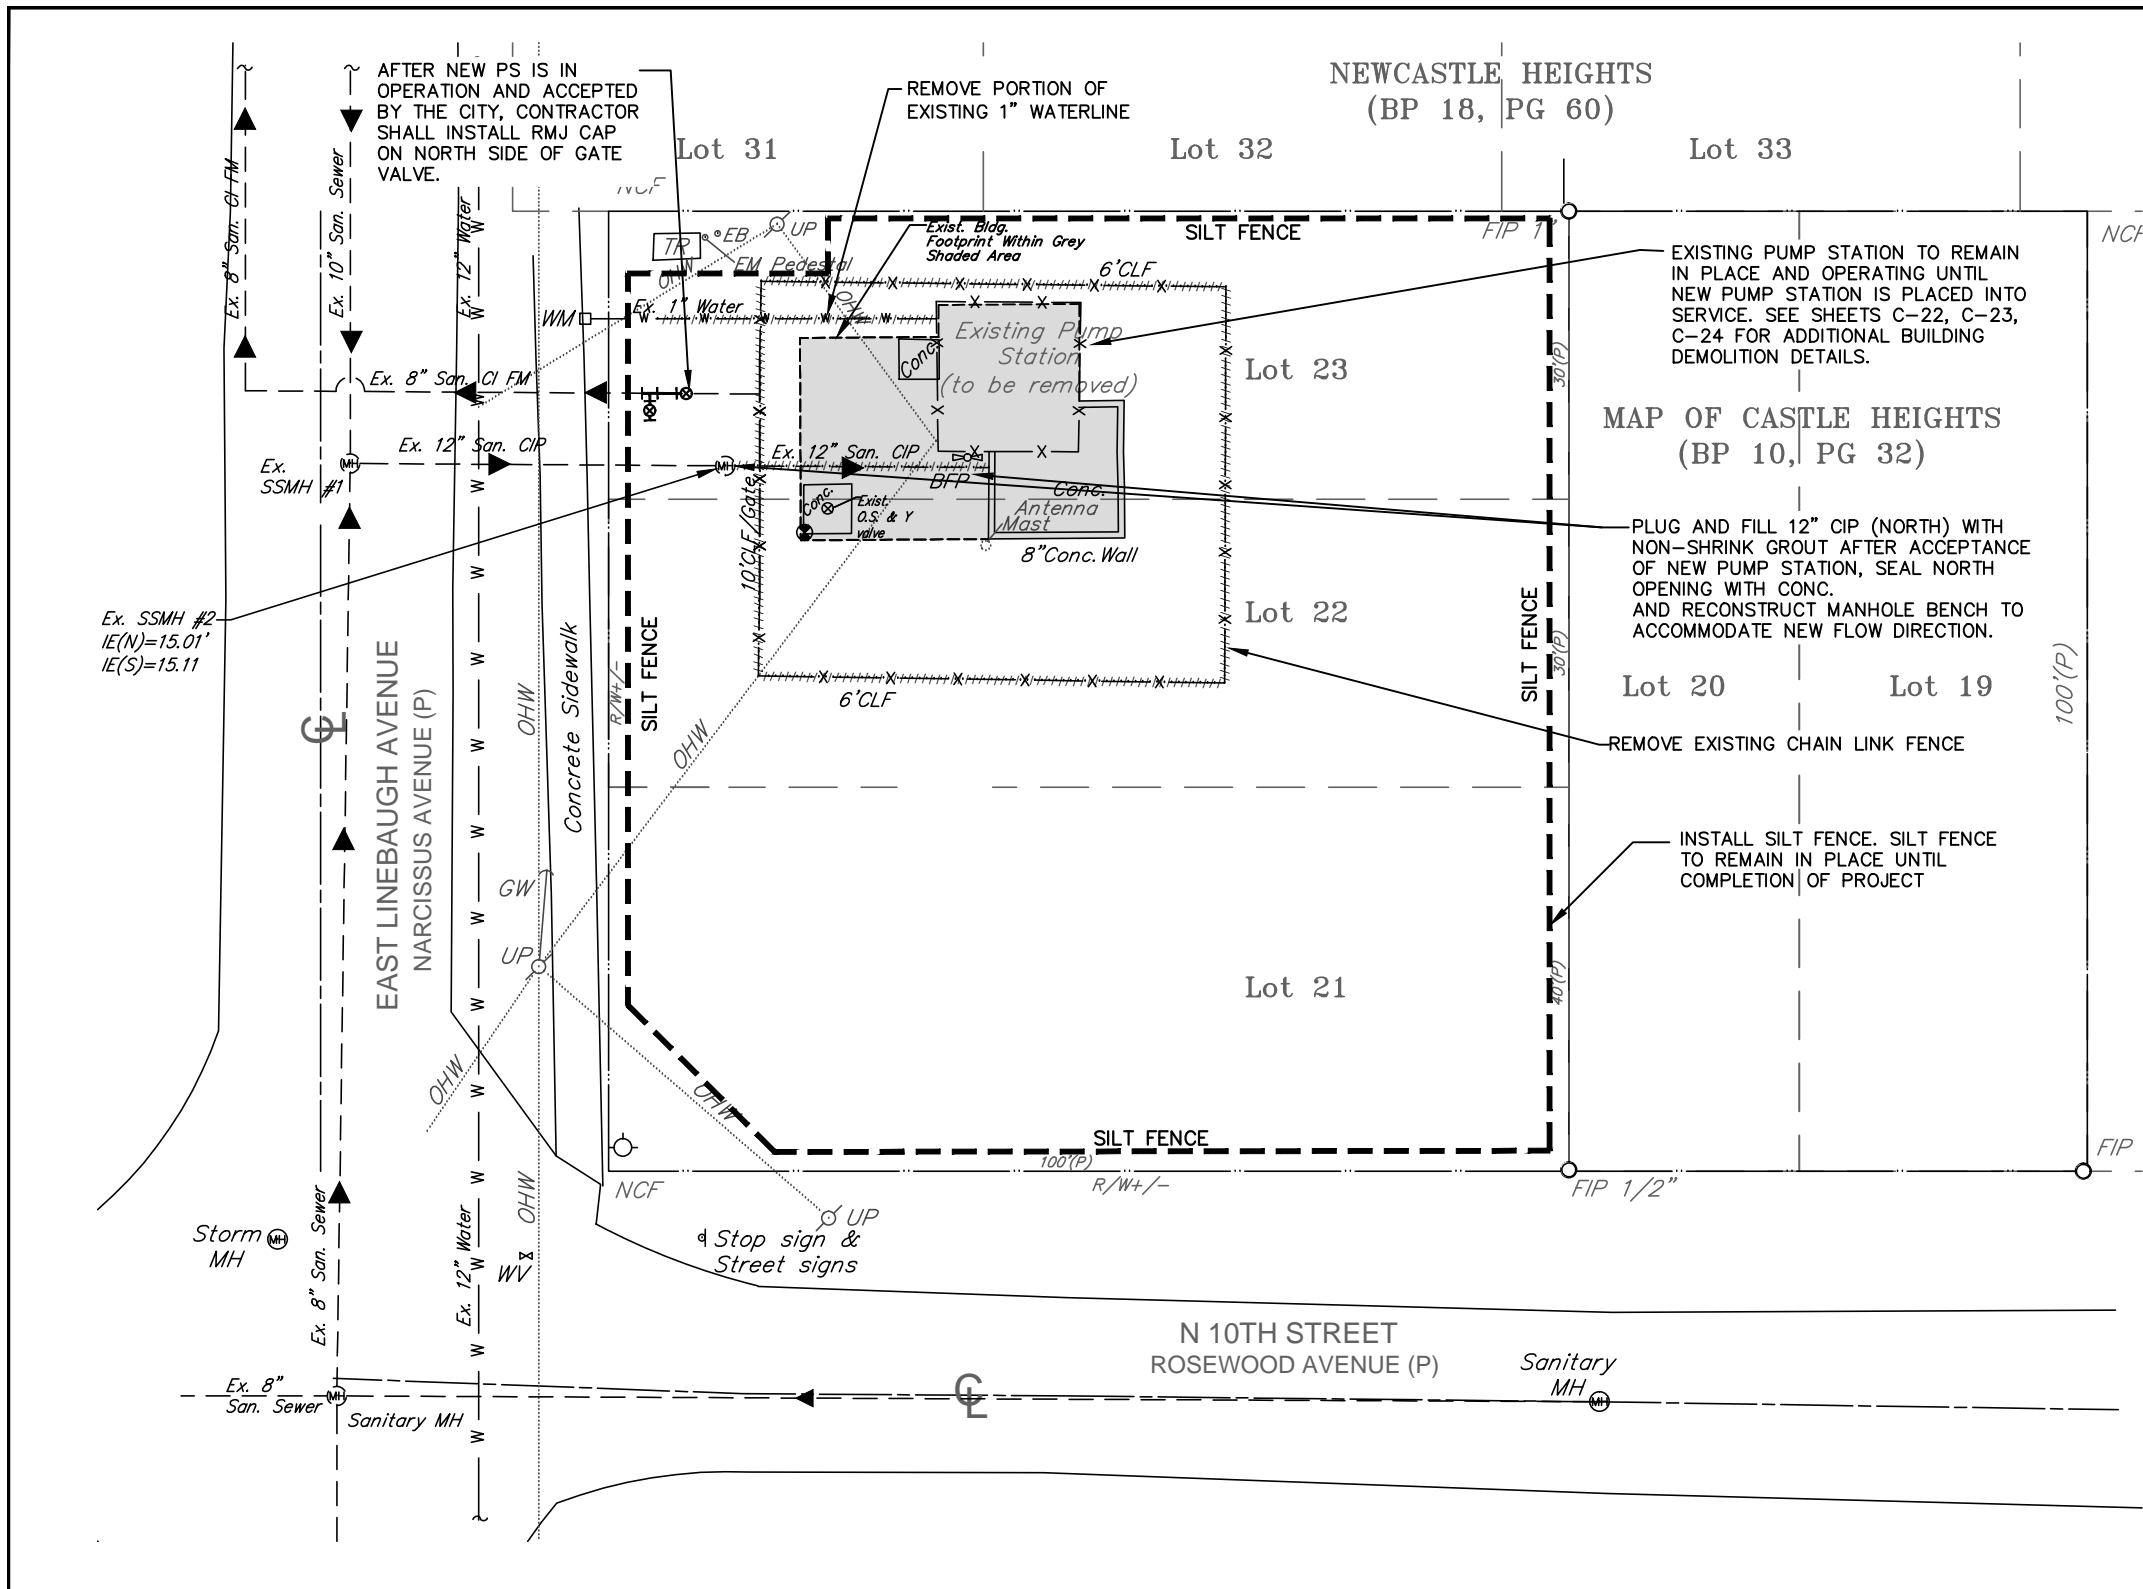 AFTER NEW PS IS IN
OPERATION AND ACCEPTED
BY THE CITY, CONTRACTOR
SHALL INSTALL RMJ CAP
ON NORTH SIDE OF GATE
VALVE.
REMOVE PORTION OF
EXISTING 1" WATERLINE
NEWCASTLE HEIGHTS
(BP 18, PG 60)
Lot 31
Lot 32
Lot 33
Ex. 8" San. CI FM
Ex. 10" San. Sewer
Ex. 12" Water
NCF
TP
EB
UP
EM Pedestal
OHW
Exist. Bldg.
Footprint Within Grey
Shaded Area
SILT FENCE
FIP 1"
NCF
6'CLF
EXISTING PUMP STATION TO REMAIN
IN PLACE AND OPERATING UNTIL
NEW PUMP STATION IS PLACED INTO
SERVICE. SEE SHEETS C-22, C-23,
C-24 FOR ADDITIONAL BUILDING
DEMOLITION DETAILS.
WM
Ex. 1" Water
OHW
Existing Pump
Station
(to be removed)
Conc.
Lot 23
30'(P)
Ex. 8" San. CI FM
MAP OF CASTLE HEIGHTS
(BP 10, PG 32)
Ex. 12" San. CIP
Ex. 12" San. CIP
Ex.
SSMH #1
MH
MH
BFP
Conc.
Exist.
O.S. & Y
valve
Conc.
Antenna
Mast
8"Conc. Wall
10'CLF/Gate
PLUG AND FILL 12" CIP (NORTH) WITH
NON-SHRINK GROUT AFTER ACCEPTANCE
OF NEW PUMP STATION, SEAL NORTH
OPENING WITH CONC.
AND RECONSTRUCT MANHOLE BENCH TO
ACCOMMODATE NEW FLOW DIRECTION.
Ex. SSMH #2
IE(N)=15.01'
IE(S)=15.11
Lot 22
SILT FENCE
SILT FENCE
30'(P)
R/W+/-
Concrete Sidewalk
OHW
OHW
6'CLF
Lot 20
Lot 19
100'(P)
REMOVE EXISTING CHAIN LINK FENCE
CL
EAST LINEBAUGH AVENUE
NARCISSUS AVENUE (P)
INSTALL SILT FENCE. SILT FENCE
TO REMAIN IN PLACE UNTIL
COMPLETION OF PROJECT
GW
UP
Lot 21
40'(P)
OHW
OHW
SILT FENCE
100'(P)
R/W+/-
NCF
FIP 1/2"
FIP
OHW
UP
Stop sign &
Street signs
Storm
MH
MH
Ex. 8" San. Sewer
Ex. 12" Water
WV
N 10TH STREET
ROSEWOOD AVENUE (P)
Sanitary
MH
MH
CL
Ex. 8"
San. Sewer
MH
Sanitary MH
W